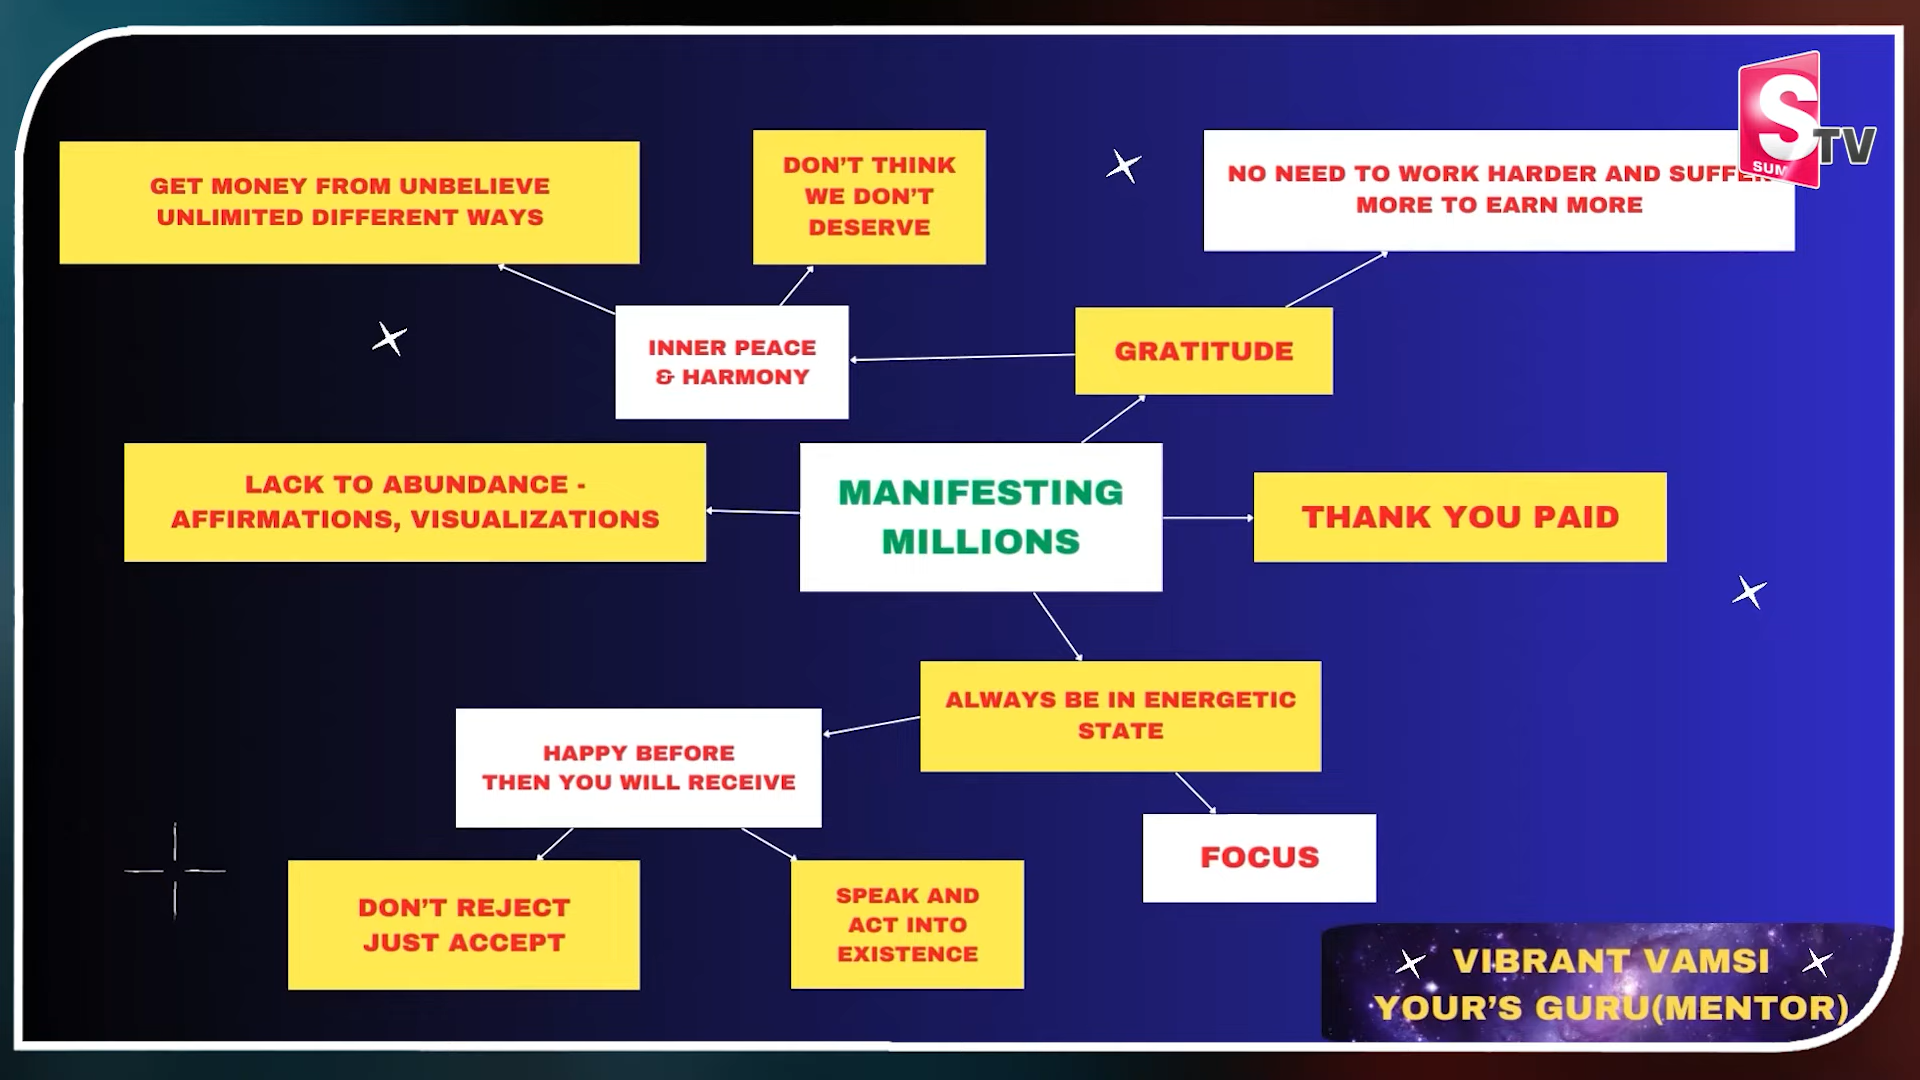 S
SUM
TV
GET MONEY FROM UNBELIEVE
UNLIMITED DIFFERENT WAYS
DON'T THINK
WE DON'T
DESERVE
NO NEED TO WORK HARDER AND SUFFER
MORE TO EARN MORE
INNER PEACE
& HARMONY
GRATITUDE
LACK TO ABUNDANCE -
AFFIRMATIONS, VISUALIZATIONS
MANIFESTING
MILLIONS
THANK YOU PAID
ALWAYS BE IN ENERGETIC
STATE
HAPPY BEFORE
THEN YOU WILL RECEIVE
FOCUS
DON'T REJECT
JUST ACCEPT
SPEAK AND
ACT INTO
EXISTENCE
VIBRANT VAMSI
YOUR'S GURU(MENTOR)